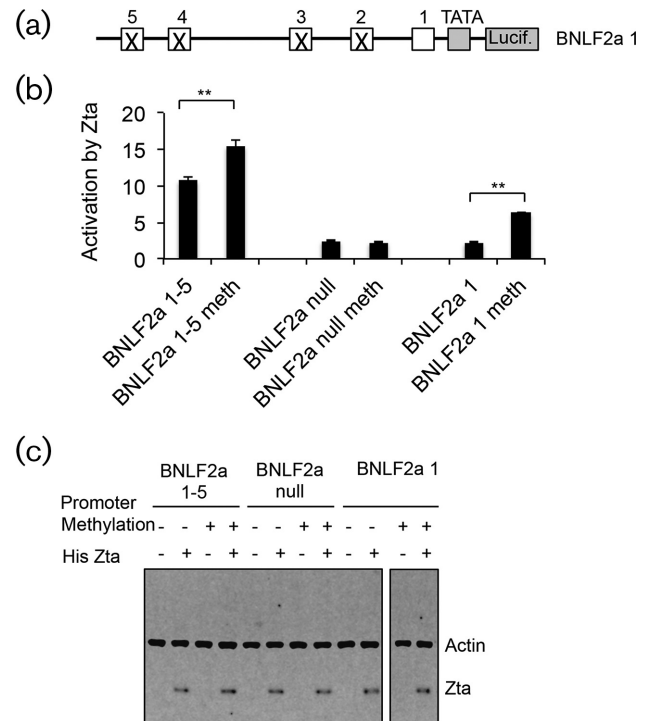 (a)
5 4 3 2 1 TATA
X X X X Lucif. BNLF2a 1
(b)
Activation by Zta
20
15
10
5
0
** **
BNLF2a 1-5
BNLF2a 1-5 meth
BNLF2a null
BNLF2a null meth
BNLF2a 1
BNLF2a 1 meth
(c)
BNLF2a 1-5
BNLF2a null
BNLF2a 1
Promoter
Methylation - - + + - - + + - - + +
His Zta - + - + - + - + - + - +
Actin
Zta